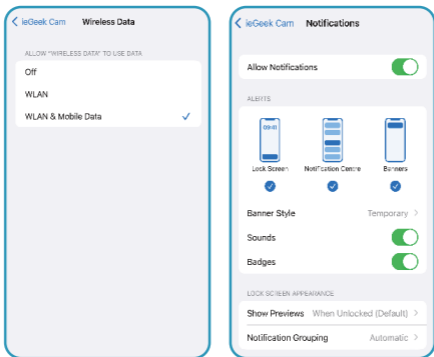 ieGeek Cam Wireless Data
ALLOW "WIRELESS DATA" TO USE DATA
Off
WLAN
WLAN & Mobile Data
ieGeek Cam Notifications
Allow Notifications
ALERTS
09:41
Lock Screen Notification Centre Banners
Banner Style Temporary
Sounds
Badges
LOCK SCREEN APPEARANCE
Show Previews When Unlocked (Default)
Notification Grouping Automatic